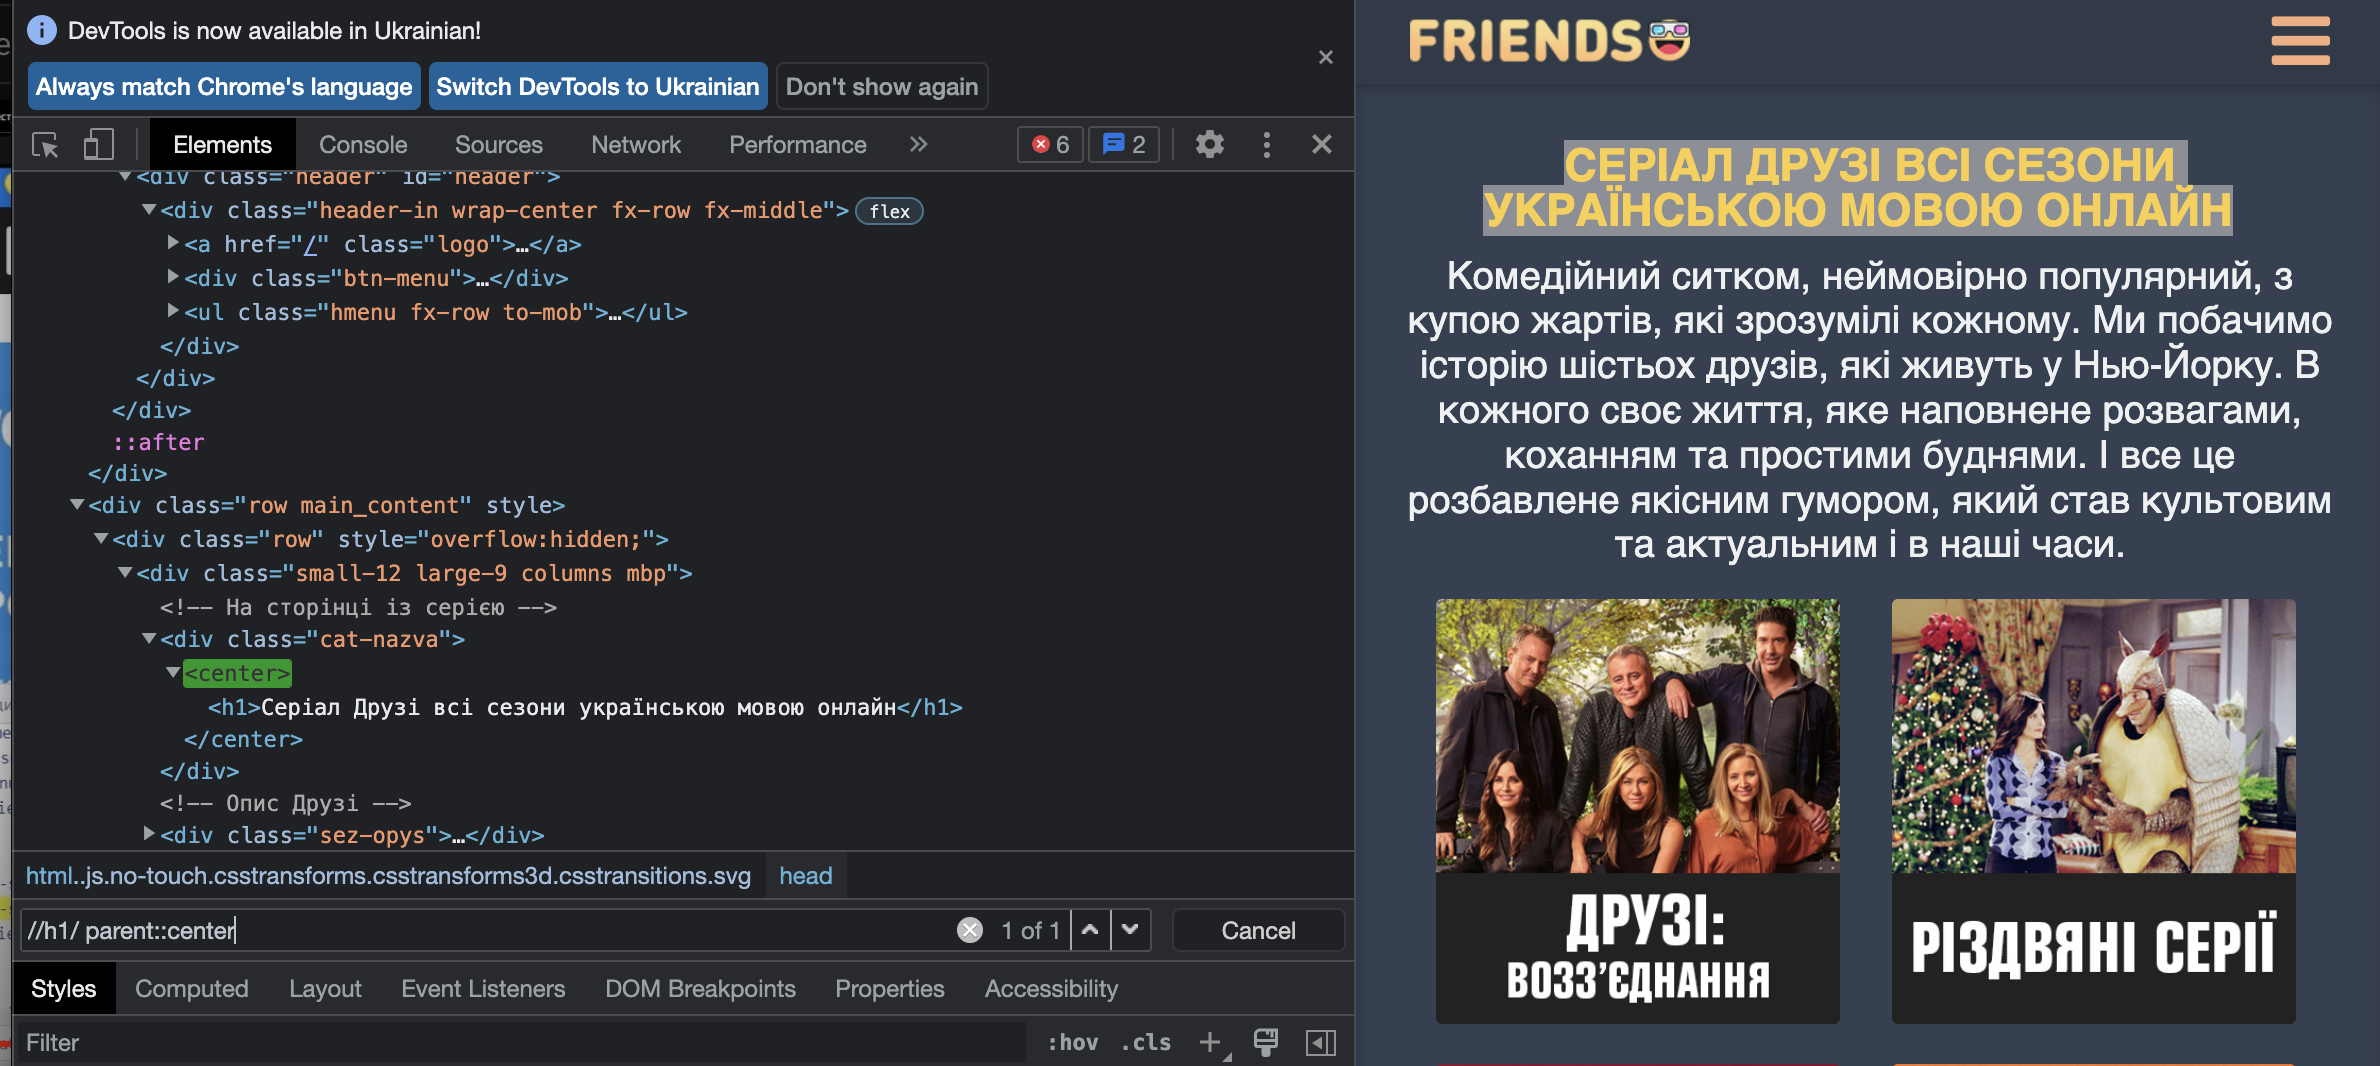 DevTools is now available in Ukrainian!
Always match Chrome's language
Switch DevTools to Ukrainian
Don't show again
Elements
Console
Sources
Network
Performance
6
2
<div class="header" id="header">
<div class="header-in wrap-center fx-row fx-middle"> flex
<a href="/" class="logo">…</a>
<div class="btn-menu">…</div>
<ul class="hmenu fx-row to-mob">…</ul>
</div>
</div>
</div>
::after
</div>
<div class="row main_content" style>
<div class="row" style="overflow:hidden;">
<div class="small-12 large-9 columns mbp">
<!-- На сторінці із серією -->
<div class="cat-nazva">
<center>
<h1>Серіал Друзі всі сезони українською мовою онлайн</h1>
</center>
</div>
<!-- Опис Друзі -->
<div class="sez-opys">…</div>
html..js.no-touch.csstransforms.csstransforms3d.csstransitions.svg
head
//h1/ parent::center
1 of 1
Cancel
Styles
Computed
Layout
Event Listeners
DOM Breakpoints
Properties
Accessibility
Filter
:hov
.cls
FRIENDS
СЕРІАЛ ДРУЗІ ВСІ СЕЗОНИ
УКРАЇНСЬКОЮ МОВОЮ ОНЛАЙН
Комедійний ситком, неймовірно популярний, з
купою жартів, які зрозумілі кожному. Ми побачимо
історію шістьох друзів, які живуть у Нью-Йорку. В
кожного своє життя, яке наповнене розвагами,
коханням та простими буднями. І все це
розбавлене якісним гумором, який став культовим
та актуальним і в наші часи.
ДРУЗІ:
ВОЗЗ’ЄДНАННЯ
РІЗДВЯНІ СЕРІЇ